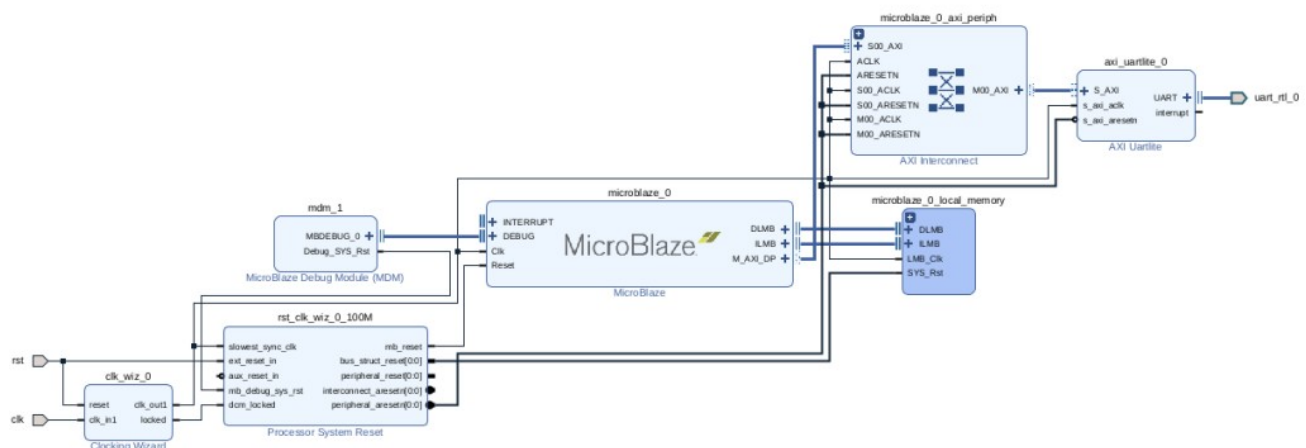 microblaze_0_axi_periph
S00_AXI
ACLK
ARESETN
S00_ACLK
S00_ARESETN
M00_ACLK
M00_ARESETN
M00_AXI
AXI Interconnect
axi_uartlite_0
S_AXI
s_axi_aclk
s_axi_aresetn
UART
interrupt
AXI Uartlite
uart_rtl_0
mdm_1
MBDEBUG_0
Debug_SYS_Rst
MicroBlaze Debug Module (MDM)
microblaze_0
INTERRUPT
DEBUG
Clk
Reset
MicroBlaze
DLMB
ILMB
M_AXI_DP
MicroBlaze
microblaze_0_local_memory
DLMB
ILMB
LMB_Clk
SYS_Rst
rst_clk_wiz_0_100M
slowest_sync_clk
ext_reset_in
aux_reset_in
mb_debug_sys_rst
dcm_locked
mb_reset
bus_struct_reset[0:0]
peripheral_reset[0:0]
interconnect_aresetn[0:0]
peripheral_aresetn[0:0]
Processor System Reset
rst
clk
clk_wiz_0
reset
clk_in1
clk_out1
locked
Clocking Wizard